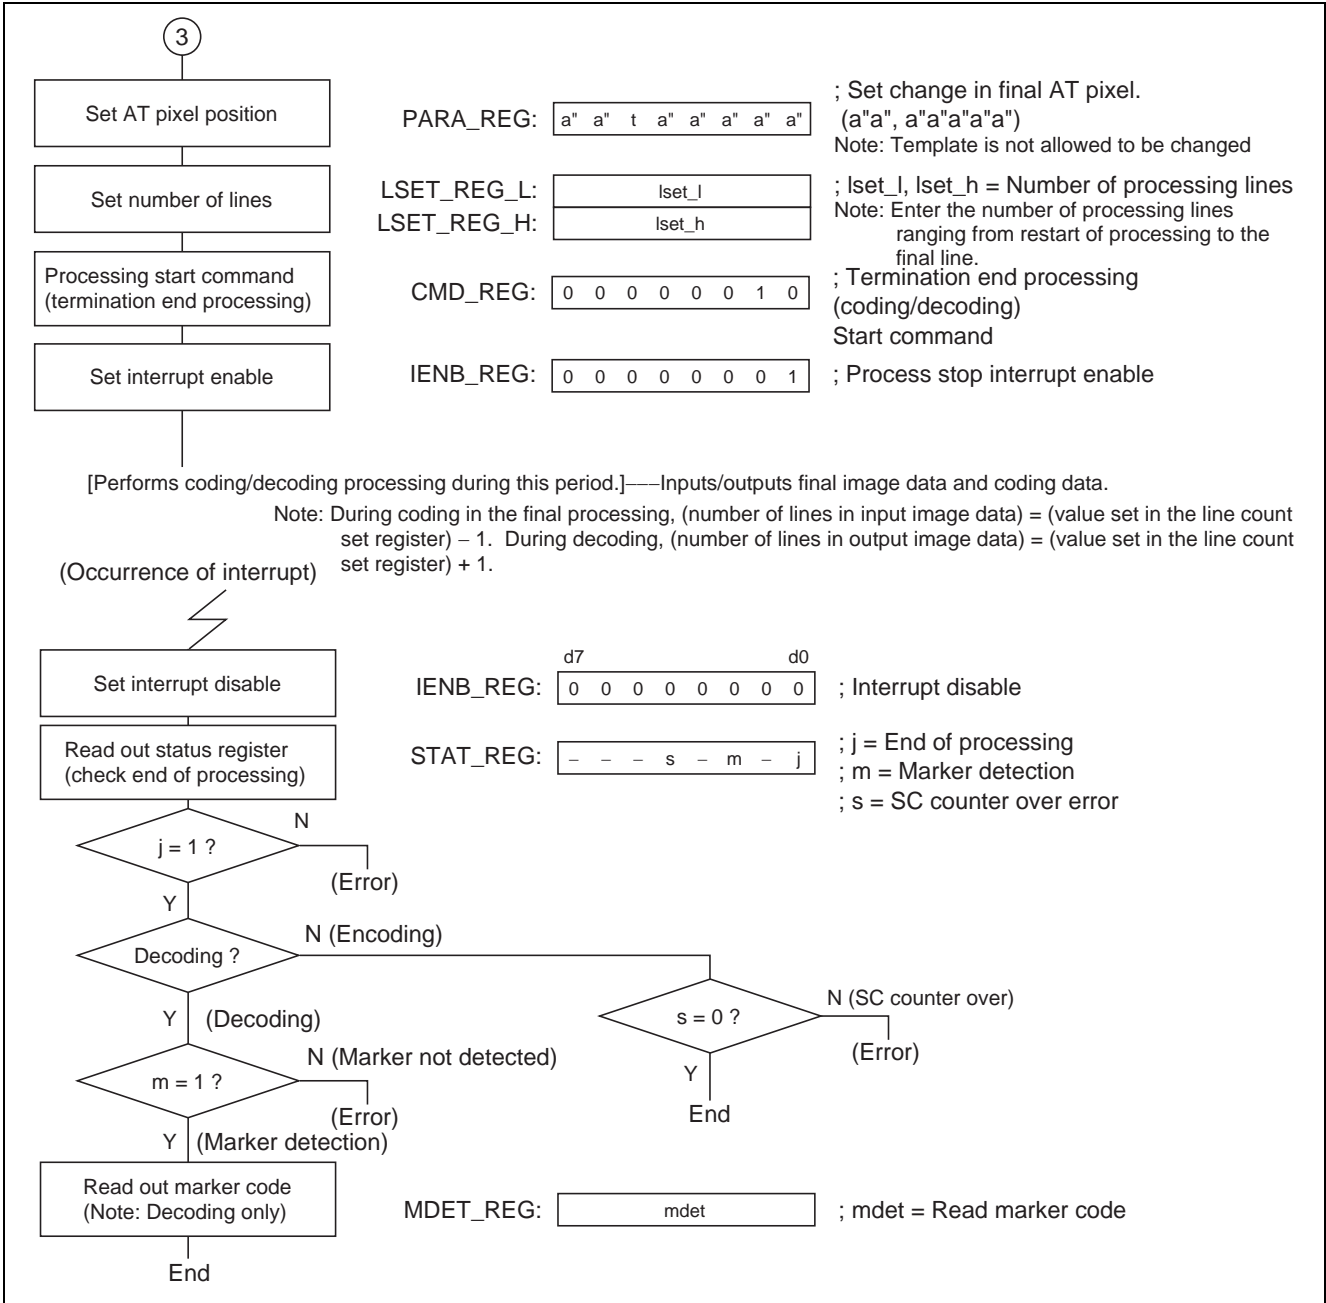 3
Set AT pixel position
PARA_REG: a" a" t a" a" a" a" a"
; Set change in final AT pixel.
(a"a", a"a"a"a"a")
Note: Template is not allowed to be changed
Set number of lines
LSET_REG_L: lset_l
LSET_REG_H: lset_h
; lset_l, lset_h = Number of processing lines
Note: Enter the number of processing lines
ranging from restart of processing to the
final line.
Processing start command
(termination end processing)
CMD_REG: 0 0 0 0 0 0 1 0
; Termination end processing
(coding/decoding)
Start command
Set interrupt enable
IENB_REG: 0 0 0 0 0 0 0 1
; Process stop interrupt enable
[Performs coding/decoding processing during this period.]–––Inputs/outputs final image data and coding data.
Note: During coding in the final processing, (number of lines in input image data) = (value set in the line count
set register) – 1. During decoding, (number of lines in output image data) = (value set in the line count
set register) + 1.
(Occurrence of interrupt)
d7 d0
Set interrupt disable
IENB_REG: 0 0 0 0 0 0 0 0
; Interrupt disable
Read out status register
(check end of processing)
STAT_REG: – – – s – m – j
; j = End of processing
; m = Marker detection
; s = SC counter over error
j = 1 ?
N
(Error)
Y
Decoding ?
N (Encoding)
s = 0 ?
N (SC counter over)
(Error)
Y
End
Y (Decoding)
m = 1 ?
N (Marker not detected)
(Error)
Y (Marker detection)
Read out marker code
(Note: Decoding only)
MDET_REG: mdet
; mdet = Read marker code
End